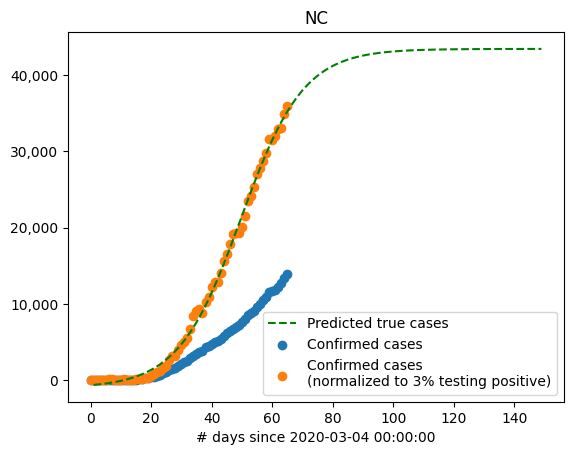 NC
40,000
30,000
20,000
10,000
0
Predicted true cases
Confirmed cases
Confirmed cases
(normalized to 3% testing positive)
0 20 40 60 80 100 120 140
# days since 2020-03-04 00:00:00